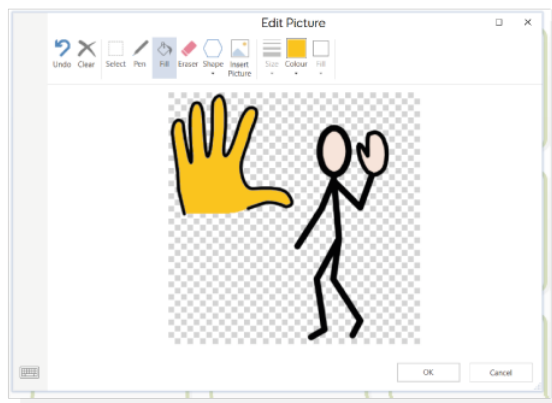 Edit Picture
Undo Clear Select Pen Fill Eraser Shape Insert Picture Size Colour Fill
OK Cancel